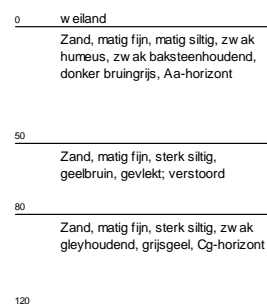 0 weiland
Zand, matig fijn, matig siltig, zwak
humeus, zwak baksteenhoudend,
donker bruingrijs, Aa-horizont
50
Zand, matig fijn, sterk siltig,
geelbruin, gevlekt; verstoord
80
Zand, matig fijn, sterk siltig, zwak
gleyhoudend, grijsgeel, Cg-horizont
120